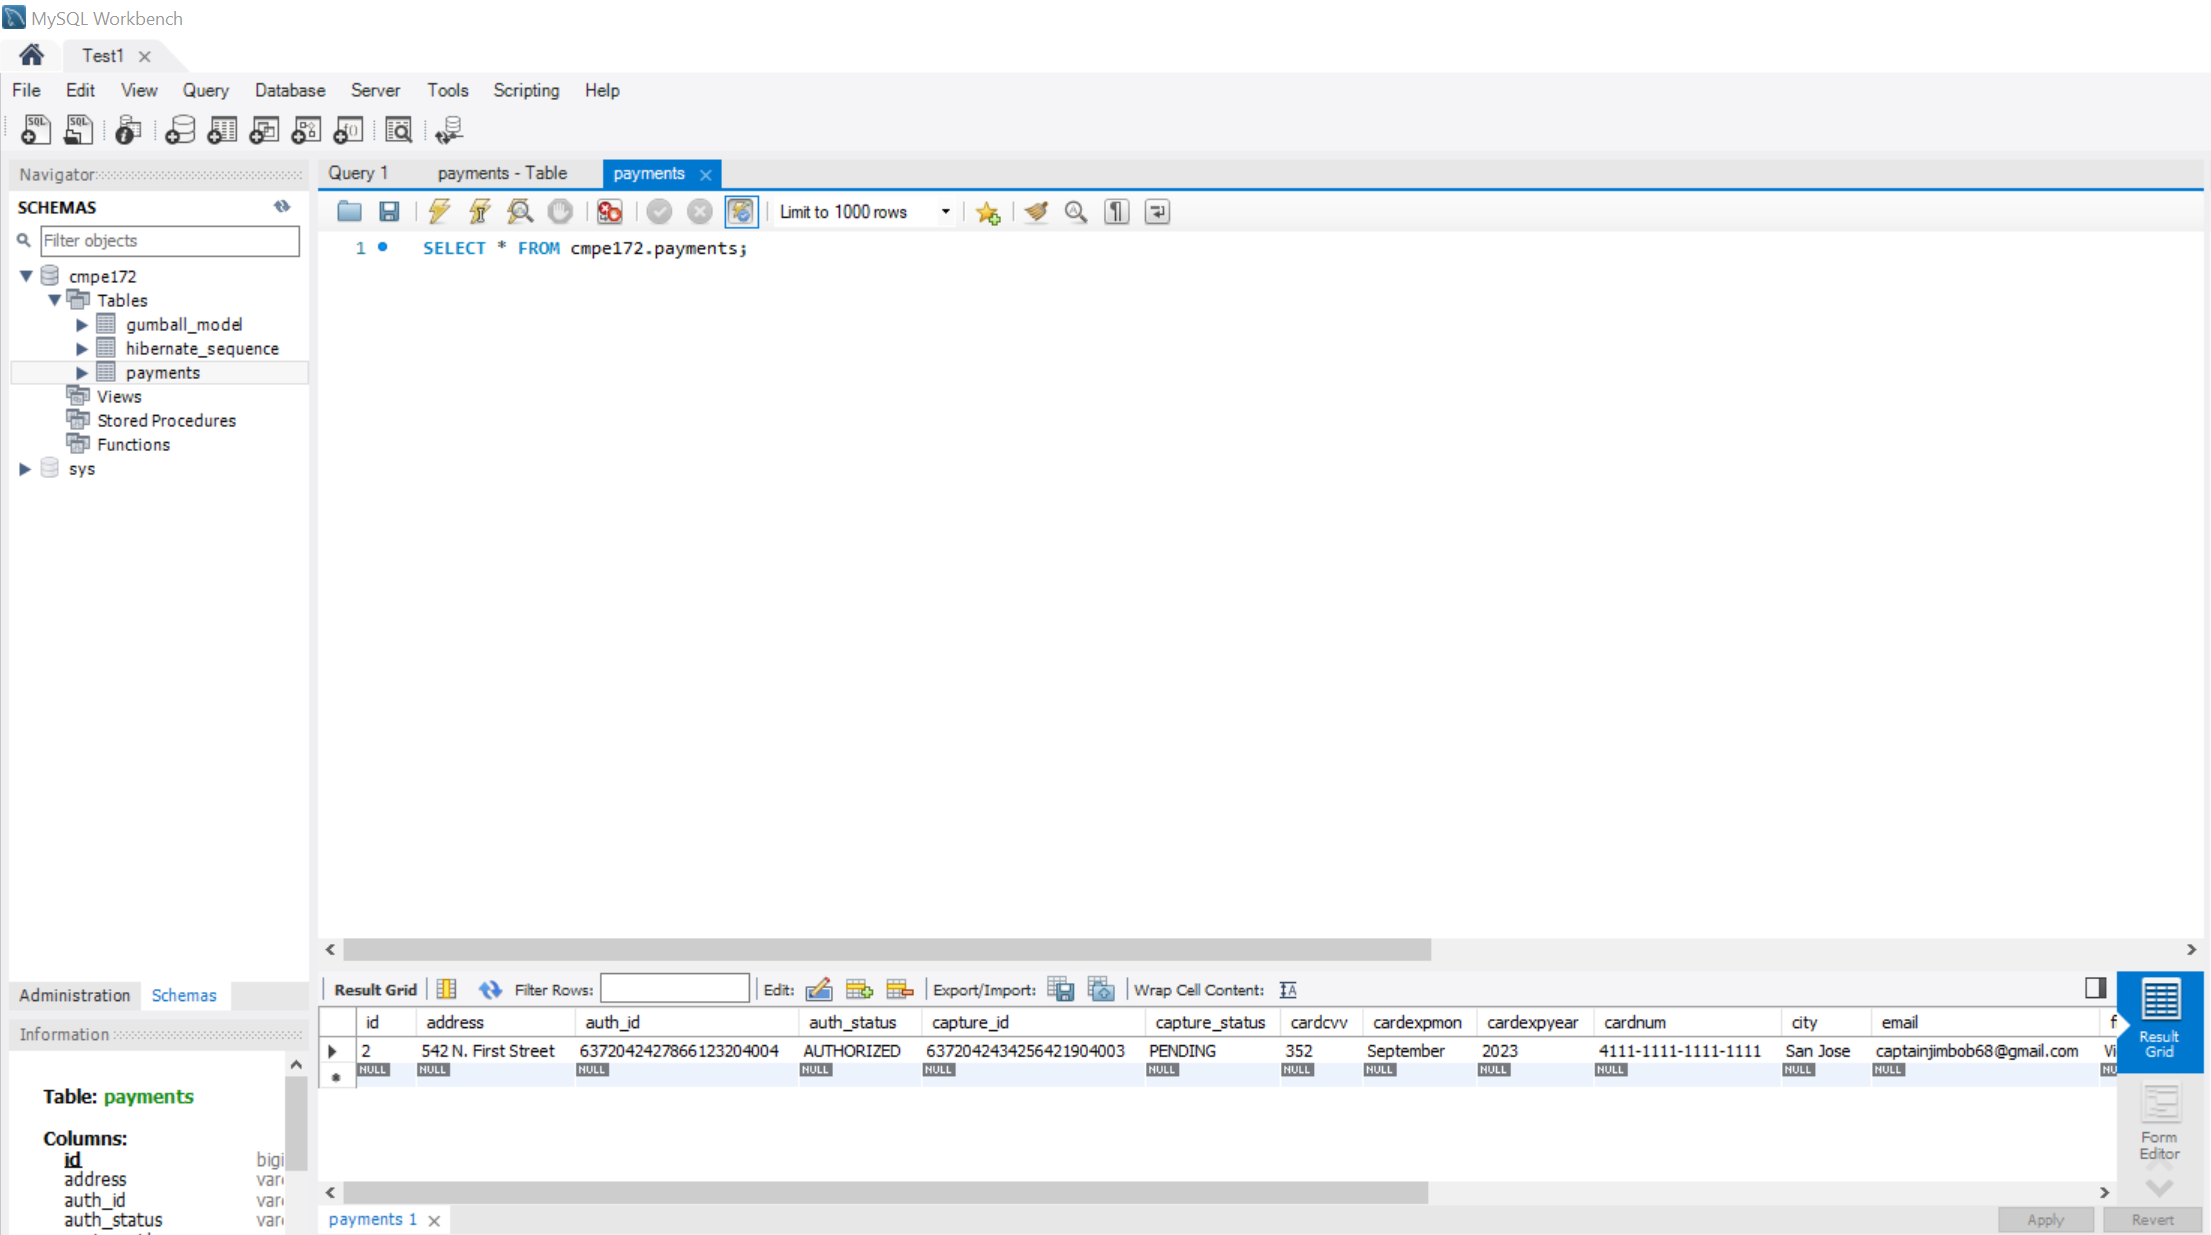 MySQL Workbench
Test1
File Edit View Query Database Server Tools Scripting Help
Navigator
SCHEMAS
Filter objects
cmpe172
Tables
gumball_model
hibernate_sequence
payments
Views
Stored Procedures
Functions
sys
Administration Schemas
Information
Table: payments
Columns:
id bigi
address varc
auth_id varc
auth_status varc
Query 1 payments - Table payments
Limit to 1000 rows
1 SELECT * FROM cmpe172.payments;
Result Grid Filter Rows: Edit: Export/Import: Wrap Cell Content:
id address auth_id auth_status capture_id capture_status cardcvv cardexpmon cardexpyear cardnum city email f
2 542 N. First Street 6372042427866123204004 AUTHORIZED 6372042434256421904003 PENDING 352 September 2023 4111-1111-1111-1111 San Jose captainjimbob68@gmail.com Vi
NULL NULL NULL NULL NULL NULL NULL NULL NULL NULL NULL NULL NU
Result
Grid
Form
Editor
payments 1
Apply Revert